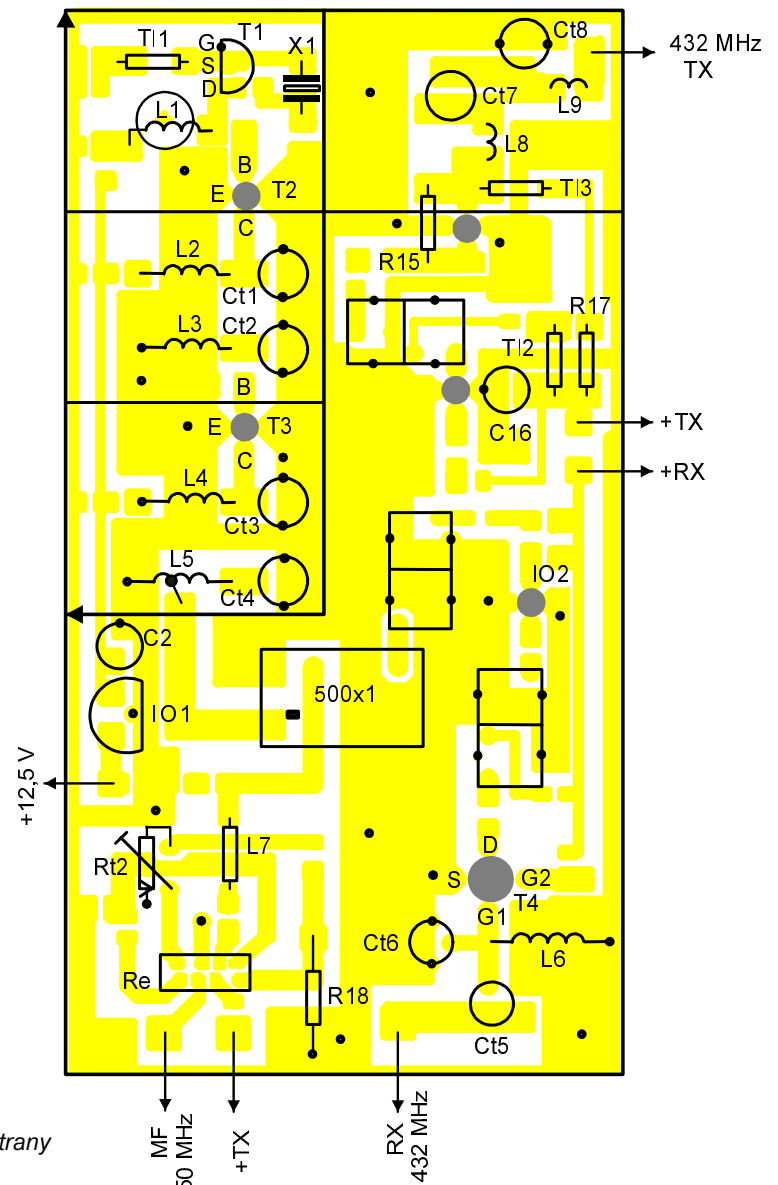 Ct8
Tl1
G
T1
X1
432 MHz
TX
S
D
Ct7
L9
L1
L8
B
E
T2
Tl3
C
L2
R15
Ct1
R17
L3
Ct2
Tl2
B
C16
+TX
E
T3
C
+RX
L4
Ct3
L5
IO2
Ct4
C2
500x1
IO1
+12,5 V
D
L7
Rt2
S
G2
T4
G1
Ct6
L6
Re
R18
Ct5
MF
50 MHz
+TX
RX
432 MHz
trany